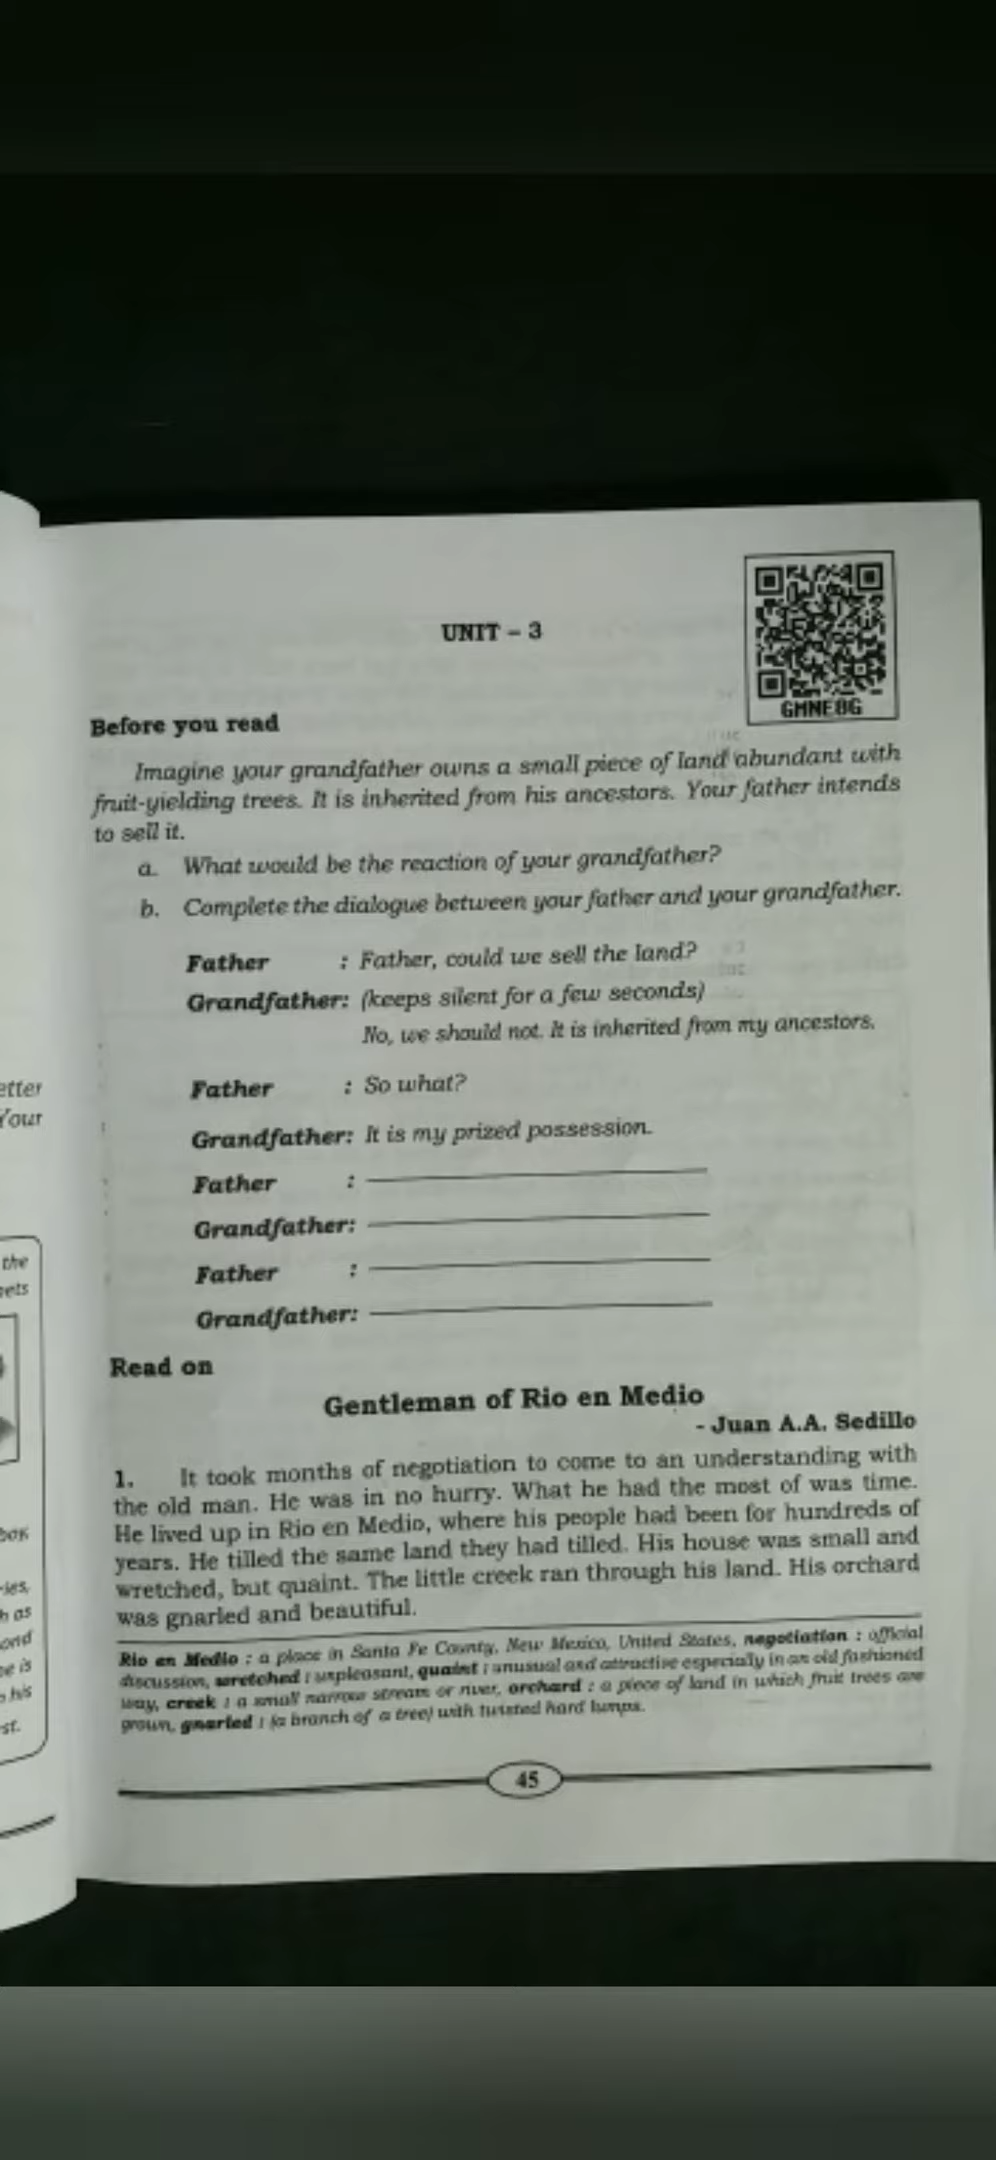 UNIT – 3
GMNE8G
Before you read
Imagine your grandfather owns a small piece of land abundant with
fruit-yielding trees. It is inherited from his ancestors. Your father intends
to sell it.
a. What would be the reaction of your grandfather?
b. Complete the dialogue between your father and your grandfather.
Father : Father, could we sell the land?
Grandfather: (keeps silent for a few seconds)
No, we should not. It is inherited from my ancestors.
Father : So what?
Grandfather: It is my prized possession.
Father :
Grandfather:
Father :
Grandfather:
Read on
Gentleman of Rio en Medio
- Juan A.A. Sedillo
1. It took months of negotiation to come to an understanding with
the old man. He was in no hurry. What he had the most of was time.
He lived up in Rio en Medio, where his people had been for hundreds of
years. He tilled the same land they had tilled. His house was small and
wretched, but quaint. The little creek ran through his land. His orchard
was gnarled and beautiful.
Rio en Medio : a place in Santa Fe County, New Mexico, United States, negotiation : official
discussion, wretched : unpleasant, quaint : unusual and attractive especially in an old fashioned
way, creek : a small narrow stream or river, orchard : a piece of land in which fruit trees are
grown, gnarled : (a branch of a tree) with twisted hard lumps.
45
Your
the
his